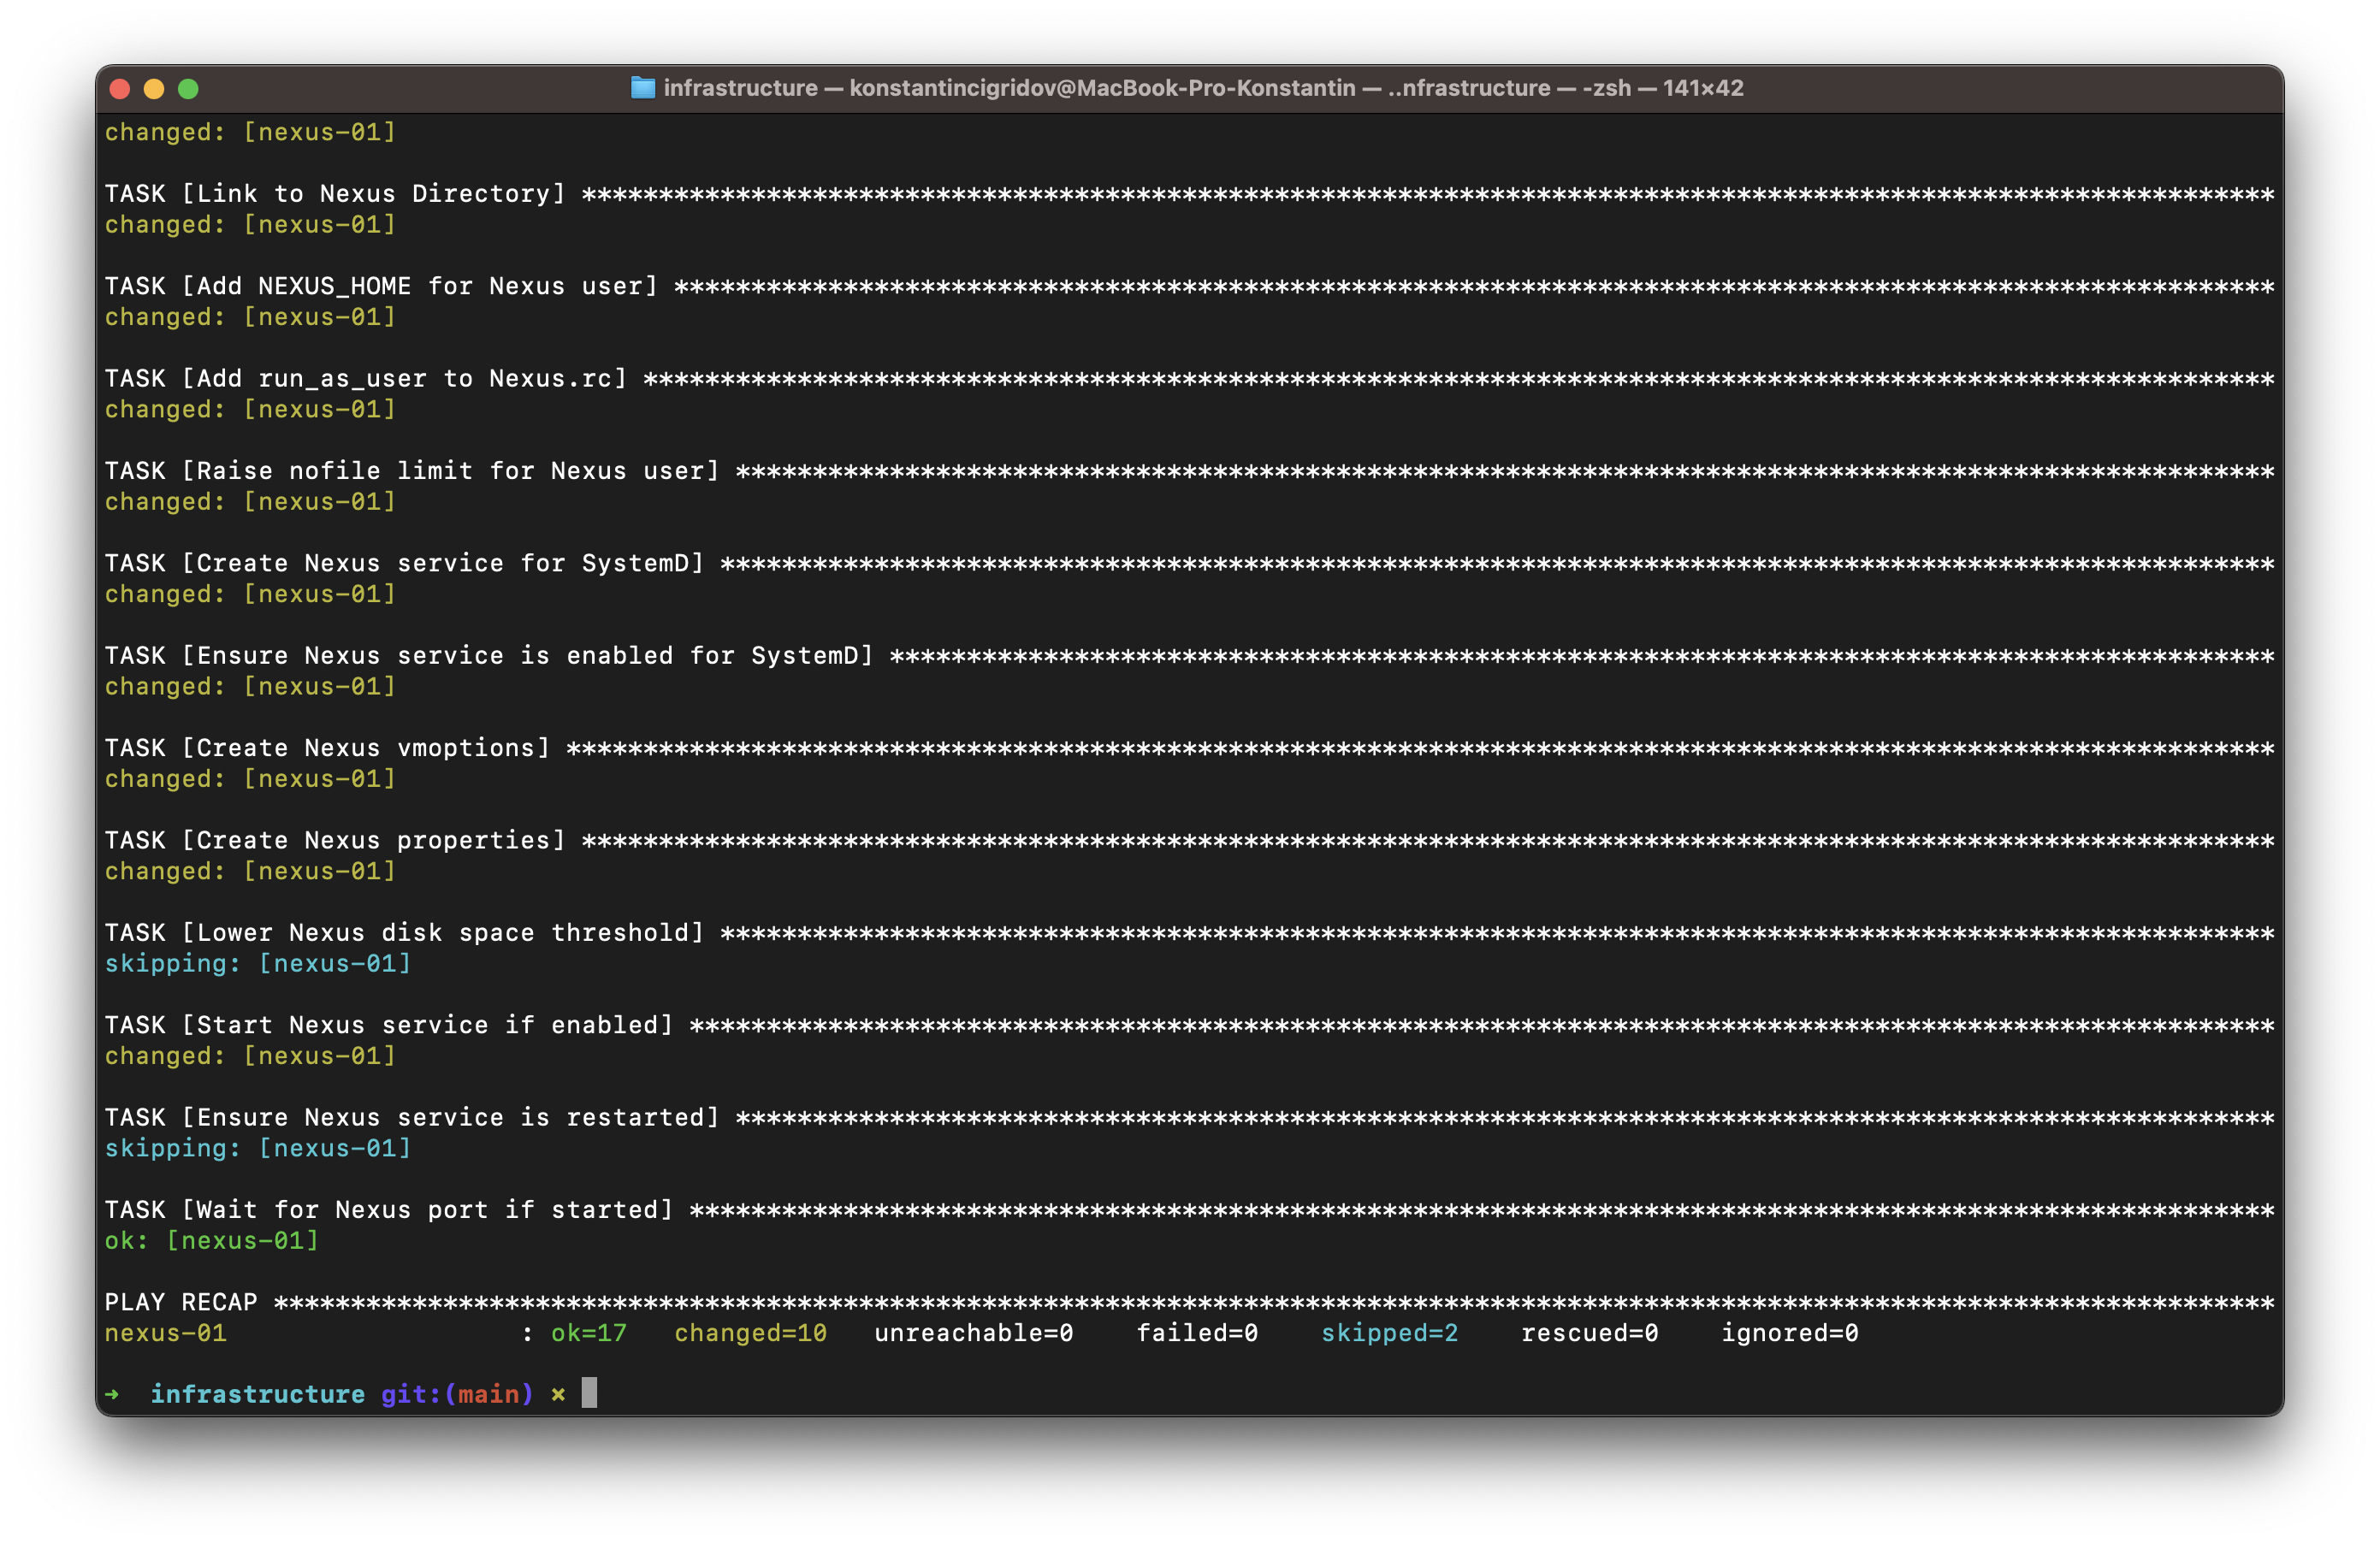 infrastructure — konstantincigridov@MacBook-Pro-Konstantin — ..nfrastructure — -zsh — 141×42
changed: [nexus-01]
TASK [Link to Nexus Directory] **************************************************************************************************************
changed: [nexus-01]
TASK [Add NEXUS_HOME for Nexus user] ********************************************************************************************************
changed: [nexus-01]
TASK [Add run_as_user to Nexus.rc] **********************************************************************************************************
changed: [nexus-01]
TASK [Raise nofile limit for Nexus user] ****************************************************************************************************
changed: [nexus-01]
TASK [Create Nexus service for SystemD] *****************************************************************************************************
changed: [nexus-01]
TASK [Ensure Nexus service is enabled for SystemD] ******************************************************************************************
changed: [nexus-01]
TASK [Create Nexus vmoptions] ***************************************************************************************************************
changed: [nexus-01]
TASK [Create Nexus properties] **************************************************************************************************************
changed: [nexus-01]
TASK [Lower Nexus disk space threshold] *****************************************************************************************************
skipping: [nexus-01]
TASK [Start Nexus service if enabled] *******************************************************************************************************
changed: [nexus-01]
TASK [Ensure Nexus service is restarted] ****************************************************************************************************
skipping: [nexus-01]
TASK [Wait for Nexus port if started] *******************************************************************************************************
ok: [nexus-01]
PLAY RECAP **********************************************************************************************************************************
nexus-01 : ok=17 changed=10 unreachable=0 failed=0 skipped=2 rescued=0 ignored=0
➜ infrastructure git:(main) ×